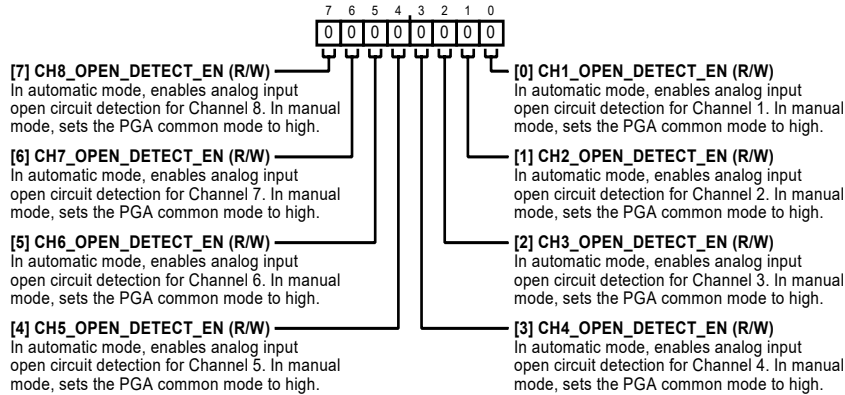 7 6 5 4 3 2 1 0
0 0 0 0 0 0 0 0
[7] CH8_OPEN_DETECT_EN (R/W)
In automatic mode, enables analog input
open circuit detection for Channel 8. In manual
mode, sets the PGA common mode to high.
[6] CH7_OPEN_DETECT_EN (R/W)
In automatic mode, enables analog input
open circuit detection for Channel 7. In manual
mode, sets the PGA common mode to high.
[5] CH6_OPEN_DETECT_EN (R/W)
In automatic mode, enables analog input
open circuit detection for Channel 6. In manual
mode, sets the PGA common mode to high.
[4] CH5_OPEN_DETECT_EN (R/W)
In automatic mode, enables analog input
open circuit detection for Channel 5. In manual
mode, sets the PGA common mode to high.
[0] CH1_OPEN_DETECT_EN (R/W)
In automatic mode, enables analog input
open circuit detection for Channel 1. In manual
mode, sets the PGA common mode to high.
[1] CH2_OPEN_DETECT_EN (R/W)
In automatic mode, enables analog input
open circuit detection for Channel 2. In manual
mode, sets the PGA common mode to high.
[2] CH3_OPEN_DETECT_EN (R/W)
In automatic mode, enables analog input
open circuit detection for Channel 3. In manual
mode, sets the PGA common mode to high.
[3] CH4_OPEN_DETECT_EN (R/W)
In automatic mode, enables analog input
open circuit detection for Channel 4. In manual
mode, sets the PGA common mode to high.